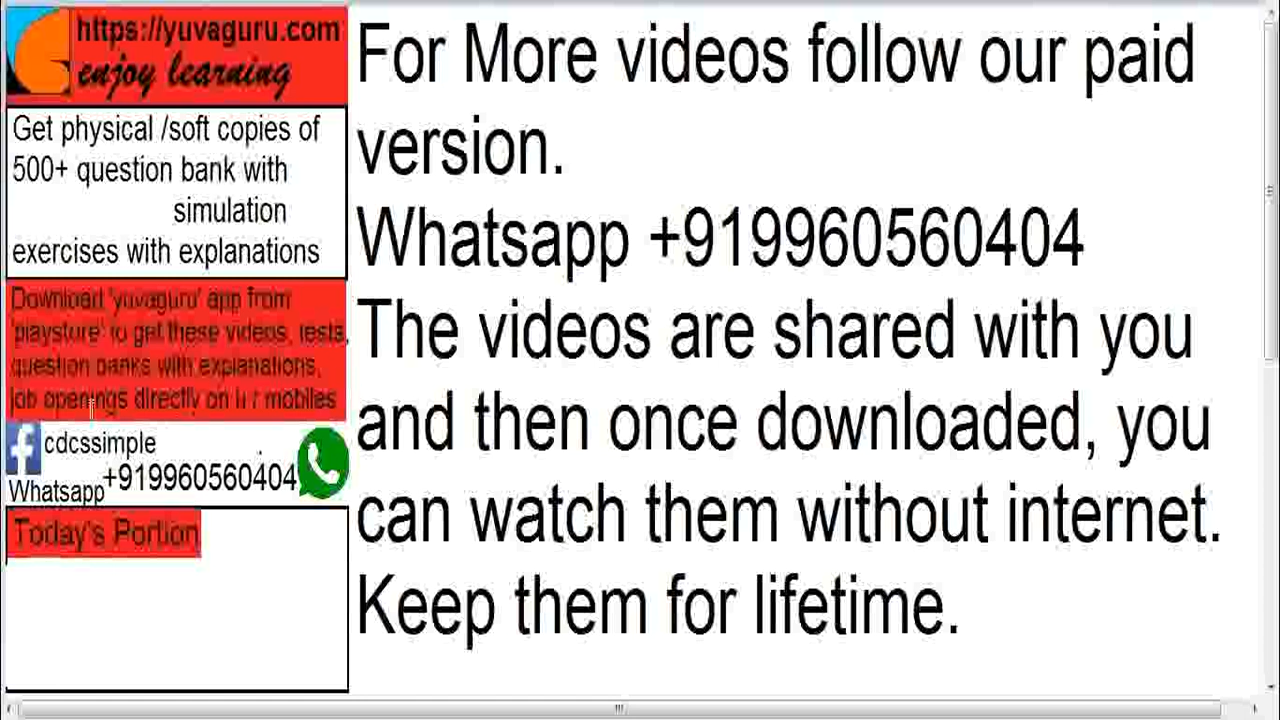 https://yuvaguru.com
enjoy learning
Get physical /soft copies of
500+ question bank with
simulation
exercises with explanations
Download 'yuvaguru' app from
'playstore' to get these videos, tests,
question banks with explanations,
job openings directly on u r mobiles
cdcssimple
Whatsapp +919960560404
Today's Portion
For More videos follow our paid
version.
Whatsapp +919960560404
The videos are shared with you
and then once downloaded, you
can watch them without internet.
Keep them for lifetime.